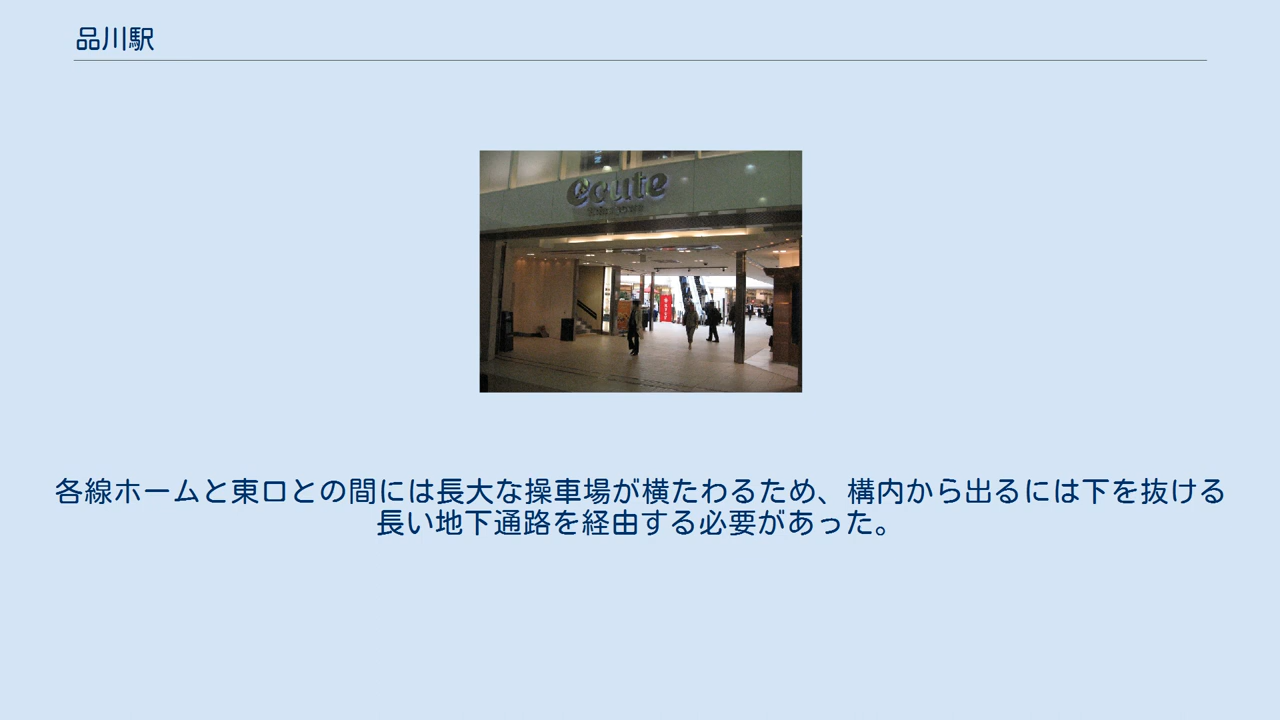 品川駅
ecute
各線ホームと東口との間には長大な操車場が横たわるため、構内から出るには下を抜ける
長い地下通路を経由する必要があった。